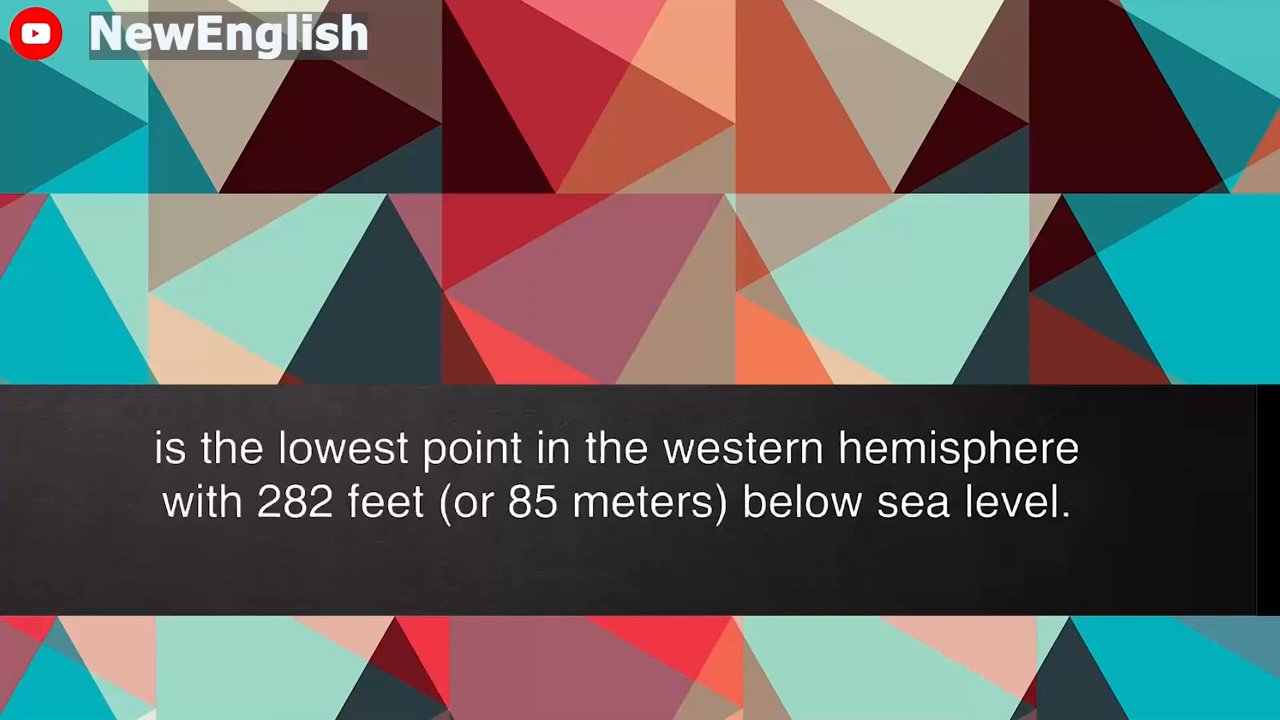 NewEnglish
is the lowest point in the western hemisphere
with 282 feet (or 85 meters) below sea level.